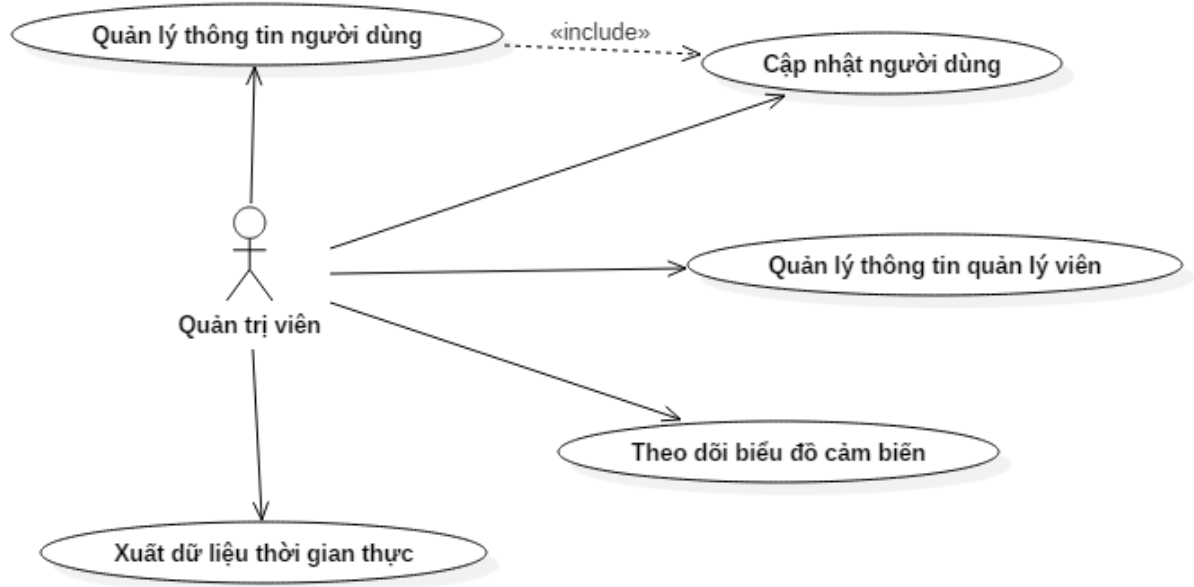 Quản lý thông tin người dùng
«include»
Cập nhật người dùng
Quản lý thông tin quản lý viên
Quản trị viên
Theo dõi biểu đồ cảm biến
Xuất dữ liệu thời gian thực